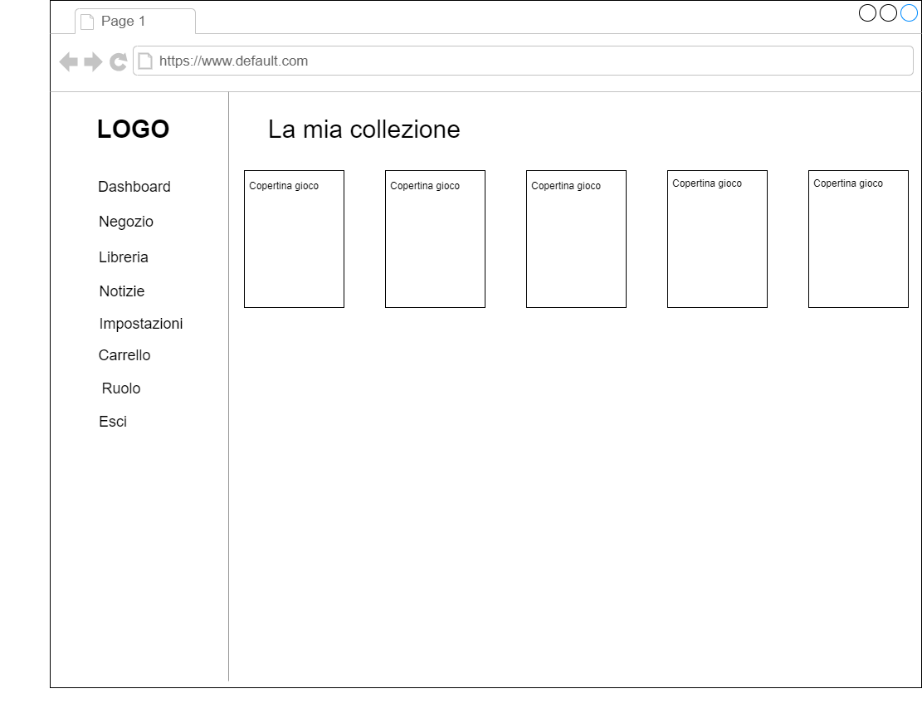 Page 1
https://www.default.com
LOGO
La mia collezione
Dashboard
Negozio
Libreria
Notizie
Impostazioni
Carrello
Ruolo
Esci
Copertina gioco
Copertina gioco
Copertina gioco
Copertina gioco
Copertina gioco